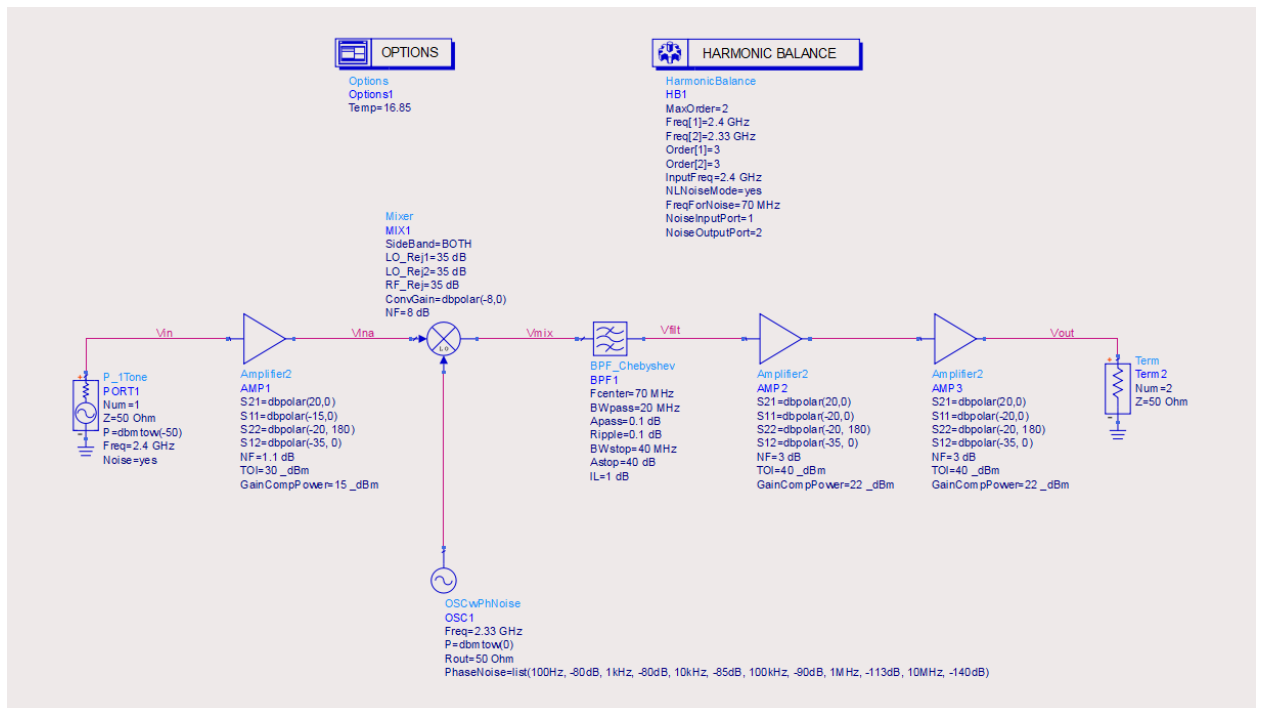 OPTIONS
Options
Options1
Temp=16.85
HARMONIC BALANCE
HarmonicBalance
HB1
MaxOrder=2
Freq[1]=2.4 GHz
Freq[2]=2.33 GHz
Order[1]=3
Order[2]=3
InputFreq=2.4 GHz
NLNoiseMode=yes
FreqForNoise=70 MHz
NoiseInputPort=1
NoiseOutputPort=2
Mixer
MIX1
SideBand=BOTH
LO_Rej1=35 dB
LO_Rej2=35 dB
RF_Rej=35 dB
ConvGain=dbpolar(-8,0)
NF=8 dB
Vin
Vlna
LO
Vmix
Vfilt
Vout
P_1Tone
PORT1
Num=1
Z=50 Ohm
P=dbmtow(-50)
Freq=2.4 GHz
Noise=yes
Amplifier2
AMP1
S21=dbpolar(20,0)
S11=dbpolar(-15,0)
S22=dbpolar(-20, 180)
S12=dbpolar(-35, 0)
NF=1.1 dB
TOI=30 _dBm
GainCompPower=15 _dBm
BPF_Chebyshev
BPF1
Fcenter=70 MHz
BWpass=20 MHz
Apass=0.1 dB
Ripple=0.1 dB
BWstop=40 MHz
Astop=40 dB
IL=1 dB
Amplifier2
AMP2
S21=dbpolar(20,0)
S11=dbpolar(-20,0)
S22=dbpolar(-20, 180)
S12=dbpolar(-35, 0)
NF=3 dB
TOI=40 _dBm
GainCompPower=22 _dBm
Amplifier2
AMP3
S21=dbpolar(20,0)
S11=dbpolar(-20,0)
S22=dbpolar(-20, 180)
S12=dbpolar(-35, 0)
NF=3 dB
TOI=40 _dBm
GainCompPower=22 _dBm
Term
Term2
Num=2
Z=50 Ohm
OSCwPhNoise
OSC1
Freq=2.33 GHz
P=dbmtow(0)
Rout=50 Ohm
PhaseNoise=list(100Hz, -80dB, 1kHz, -80dB, 10kHz, -85dB, 100kHz, -90dB, 1MHz, -113dB, 10MHz, -140dB)